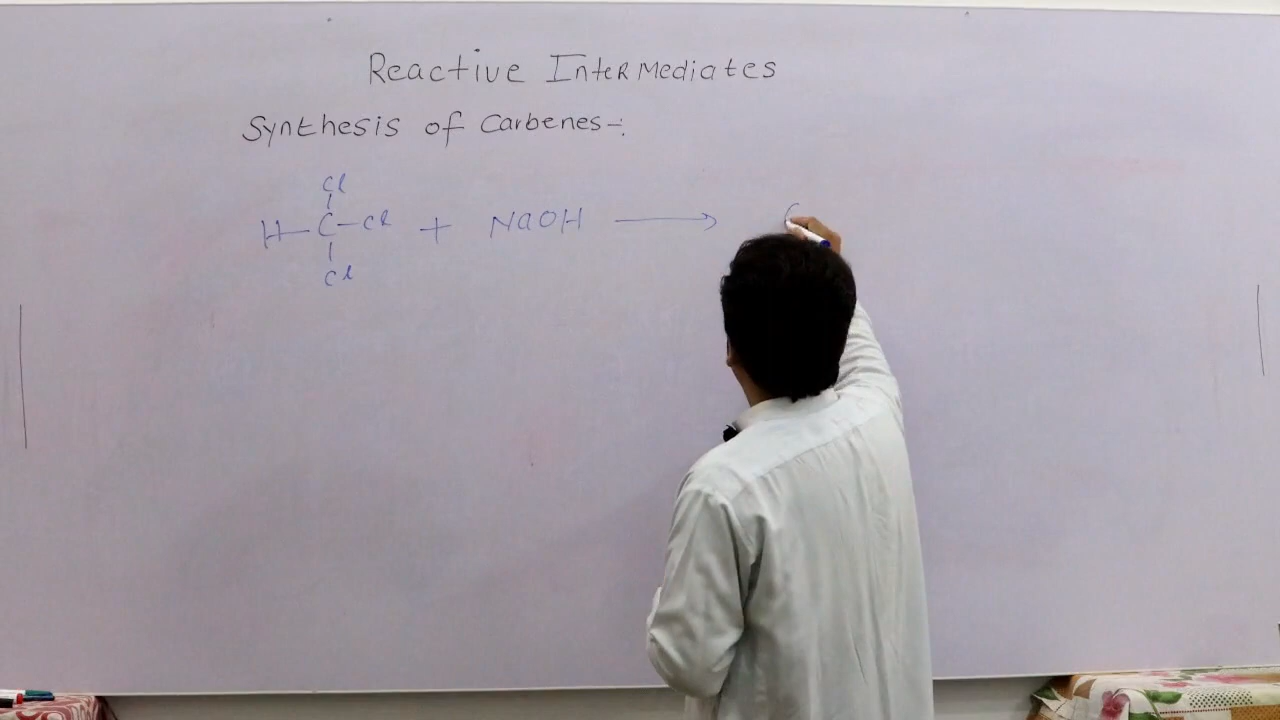 Reactive Intermediates
Synthesis of Carbenes-:
Cl
H-C-Cl + NaOH →
Cl
C